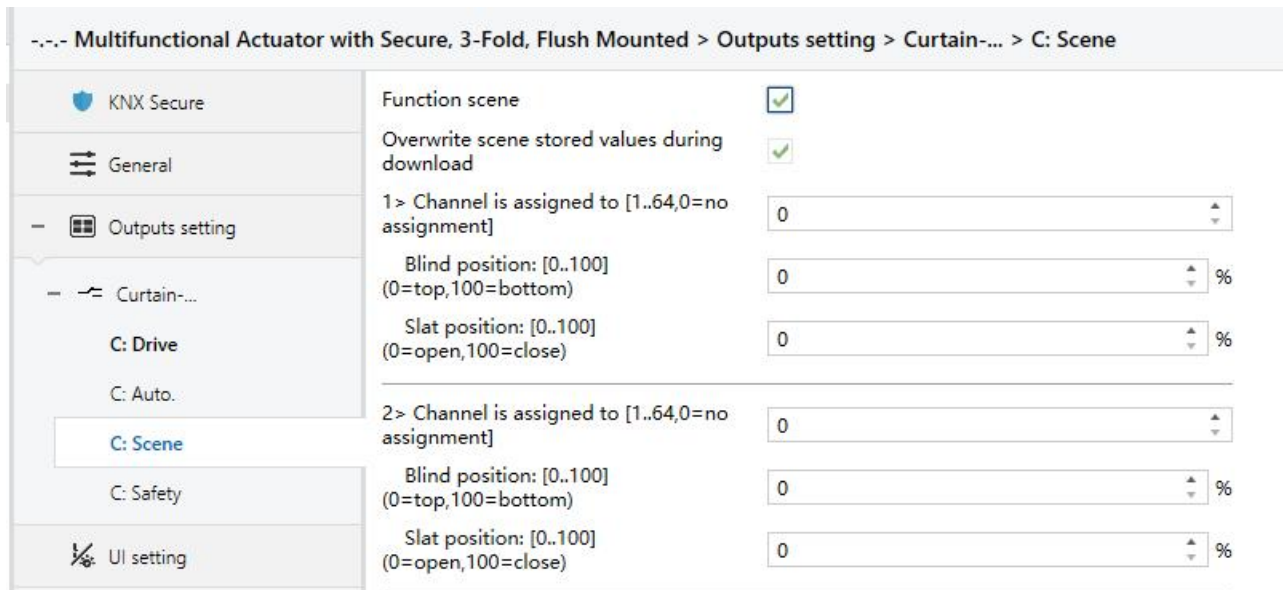 -.-.- Multifunctional Actuator with Secure, 3-Fold, Flush Mounted > Outputs setting > Curtain-... > C: Scene
KNX Secure
General
Outputs setting
Curtain-...
C: Drive
C: Auto.
C: Scene
C: Safety
UI setting
Function scene
Overwrite scene stored values during
download
1> Channel is assigned to [1..64,0=no
assignment]
0
Blind position: [0..100]
(0=top,100=bottom)
0 %
Slat position: [0..100]
(0=open,100=close)
0 %
2> Channel is assigned to [1..64,0=no
assignment]
0
Blind position: [0..100]
(0=top,100=bottom)
0 %
Slat position: [0..100]
(0=open,100=close)
0 %